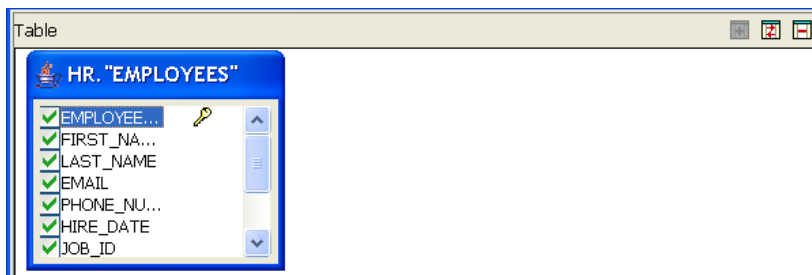 Table
HR."EMPLOYEES"
EMPLOYEE...
FIRST_NA...
LAST_NAME
EMAIL
PHONE_NU...
HIRE_DATE
JOB_ID